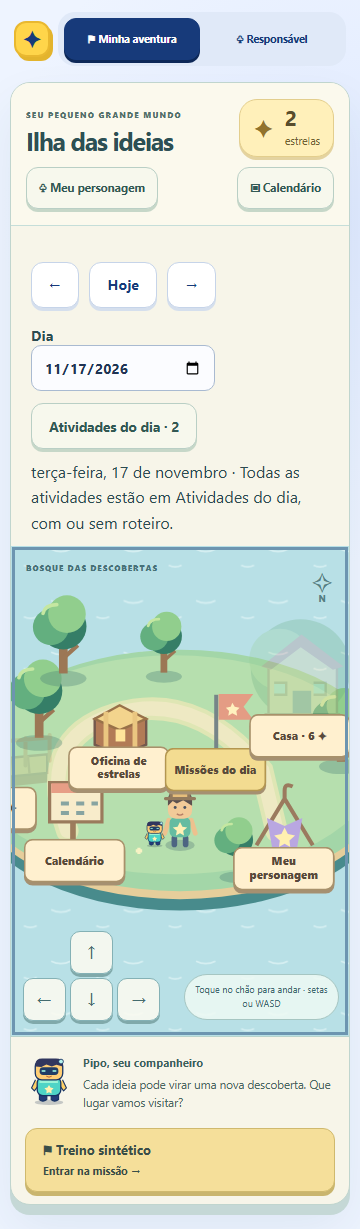 Minha aventura
Responsável
SEU PEQUENO GRANDE MUNDO
Ilha das ideias
2
estrelas
Meu personagem
Calendário
←
Hoje
→
Dia
11/17/2026
Atividades do dia · 2
terça-feira, 17 de novembro · Todas as
atividades estão em Atividades do dia,
com ou sem roteiro.
BOSQUE DAS DESCOBERTAS
N
Casa · 6 ✦
Oficina de
estrelas
Missões do dia
Calendário
Meu
personagem
↑
← ↓ →
Toque no chão para andar · setas
ou WASD
Pipo, seu companheiro
Cada ideia pode virar uma nova descoberta. Que
lugar vamos visitar?
Treino sintético
Entrar na missão →